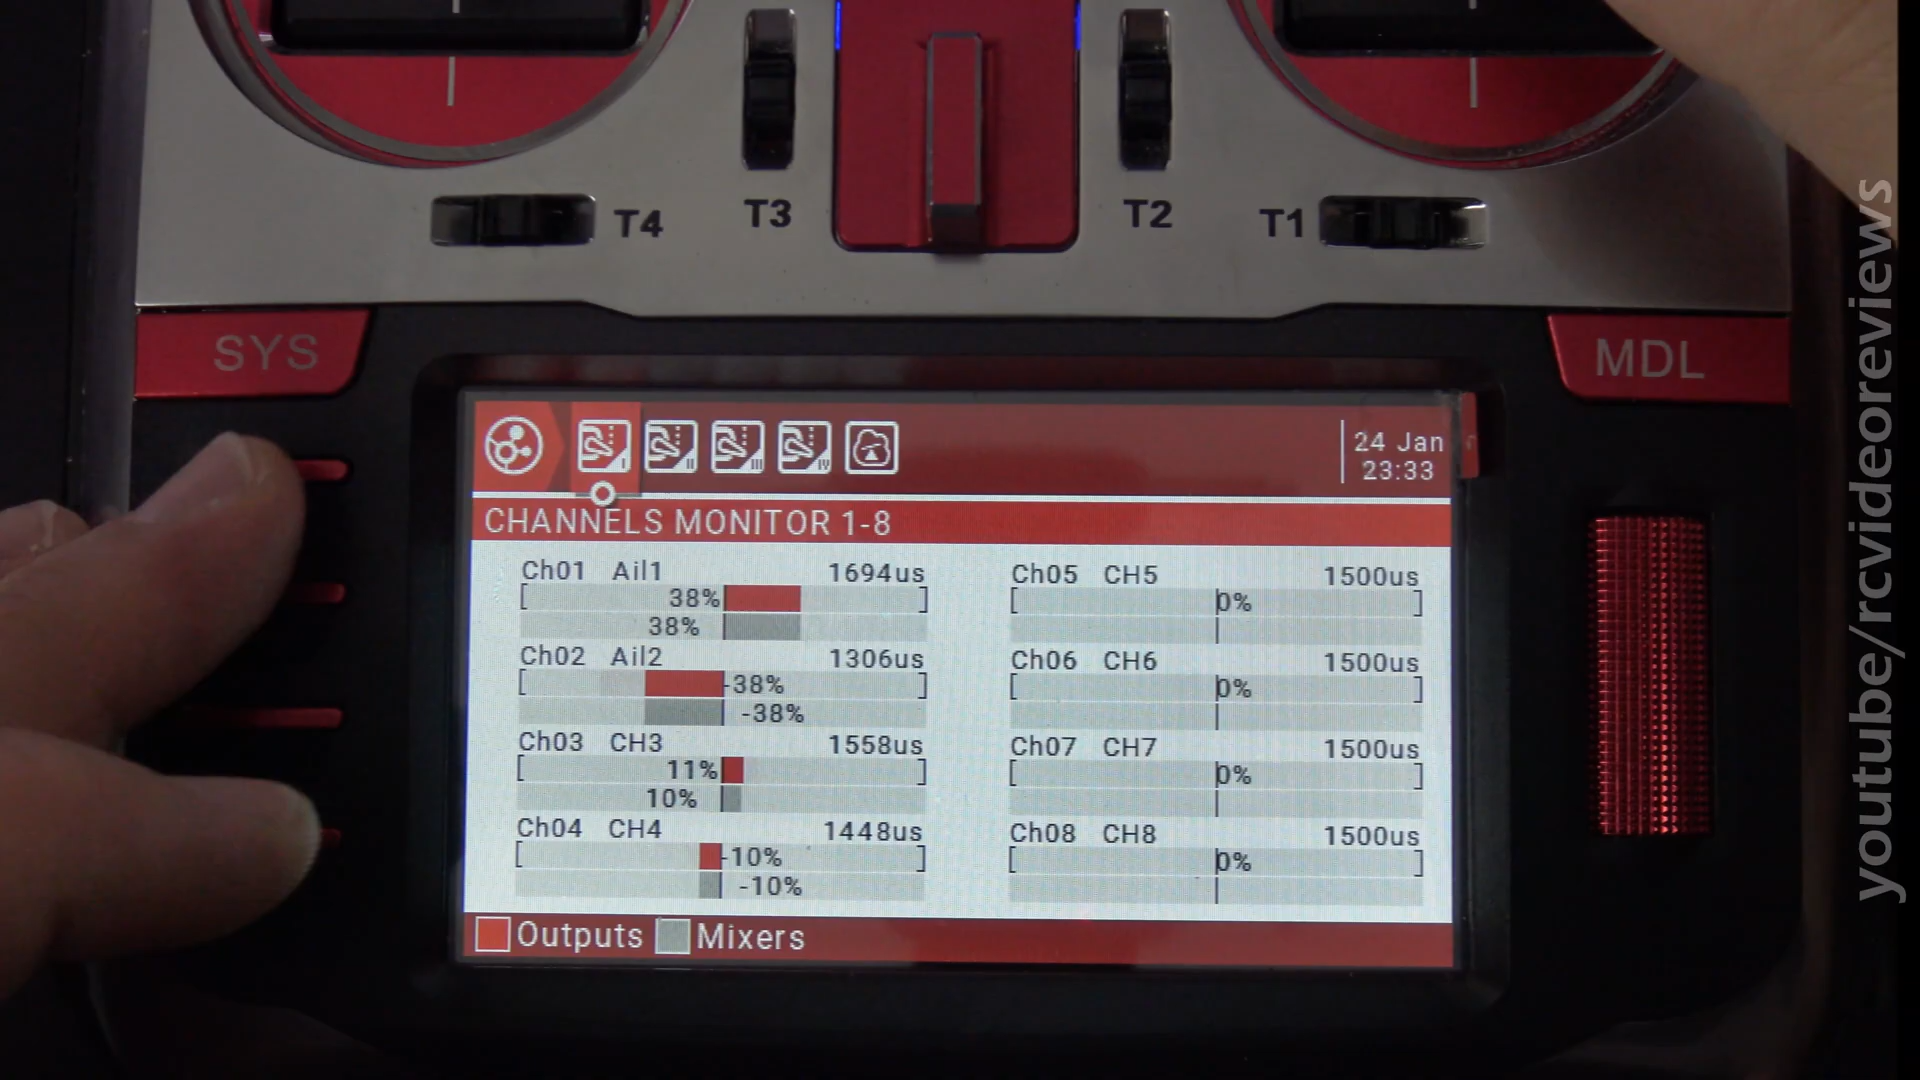 T4
T3
T2
T1
SYS
MDL
24 Jan
23:33
CHANNELS MONITOR 1-8
Ch01 Ail1 1694us
38%
38%
Ch02 Ail2 1306us
-38%
-38%
Ch03 CH3 1558us
11%
10%
Ch04 CH4 1448us
-10%
-10%
Ch05 CH5 1500us
0%
Ch06 CH6 1500us
0%
Ch07 CH7 1500us
0%
Ch08 CH8 1500us
0%
Outputs Mixers
youtube/rcvideoreviews